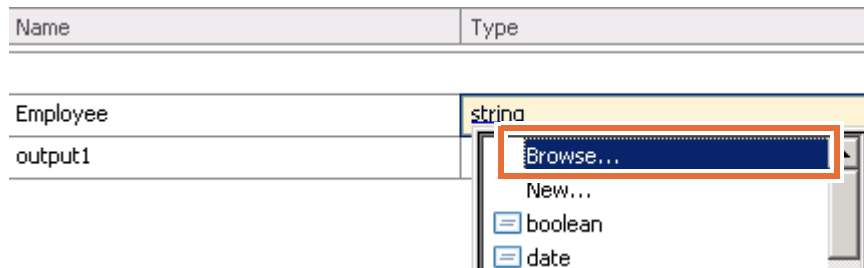 Name Type
Employee string
output1 Browse...
New...
boolean
date